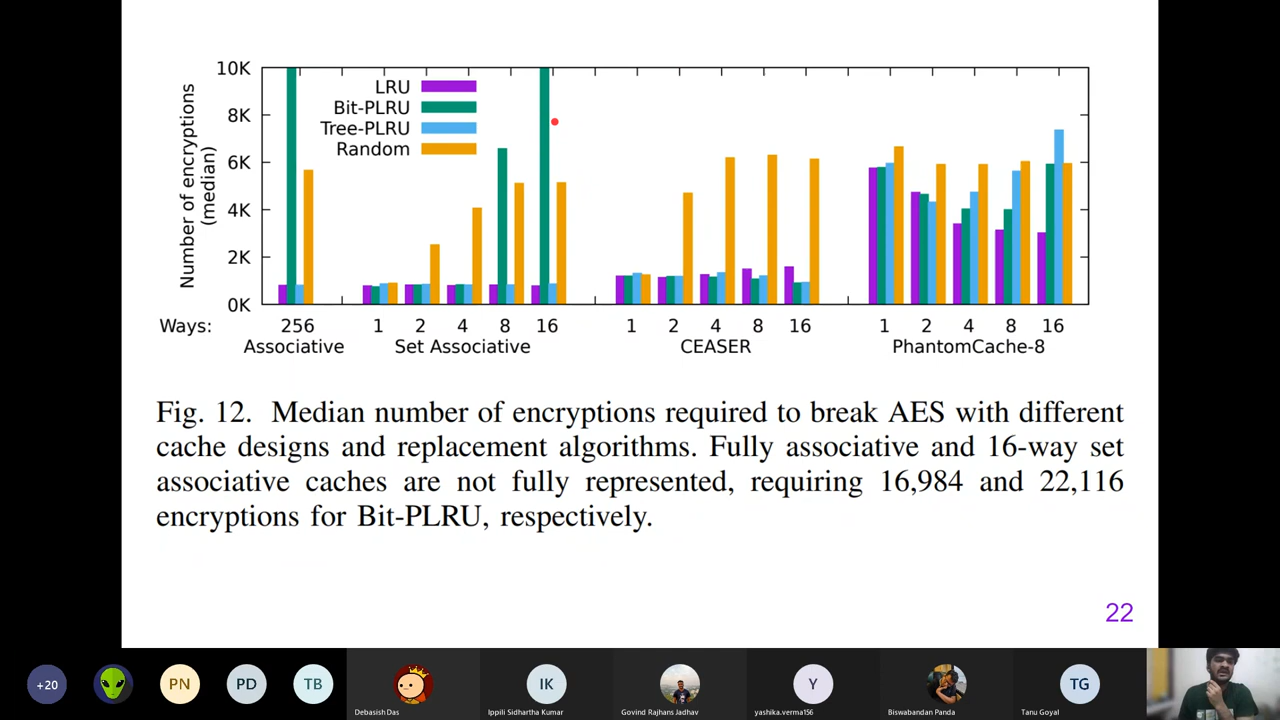 10K
8K
6K
4K
2K
0K
Number of encryptions
(median)
LRU
Bit-PLRU
Tree-PLRU
Random
Ways: 256 1 2 4 8 16 1 2 4 8 16 1 2 4 8 16
Associative Set Associative CEASER PhantomCache-8
Fig. 12. Median number of encryptions required to break AES with different
cache designs and replacement algorithms. Fully associative and 16-way set
associative caches are not fully represented, requiring 16,984 and 22,116
encryptions for Bit-PLRU, respectively.
22
+20 PN PD TB IK Y TG
Debasish Das Ippili Sidhartha Kumar Govind Rajhans Jadhav yashika.verma156 Biswabandan Panda Tanu Goyal